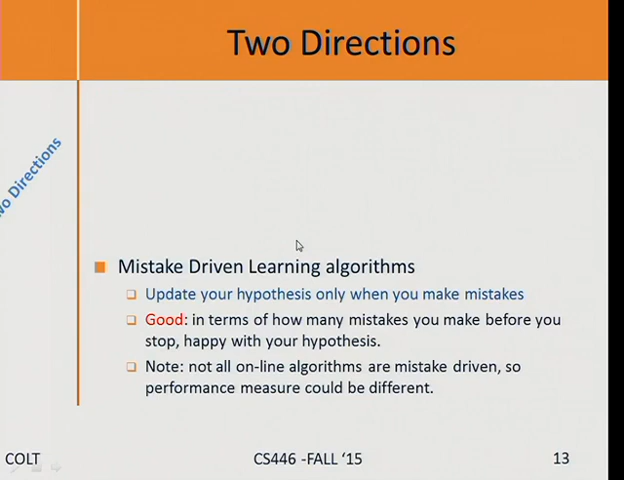 Two Directions
wo Directions
Mistake Driven Learning algorithms
Update your hypothesis only when you make mistakes
Good: in terms of how many mistakes you make before you
stop, happy with your hypothesis.
Note: not all on-line algorithms are mistake driven, so
performance measure could be different.
COLT
CS446 -FALL ‘15
13